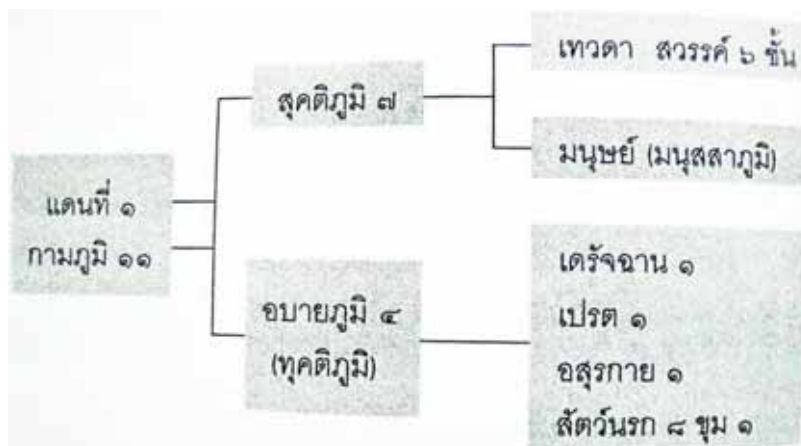 แดนที่ ๑
กามภูมิ ๑๑
สุคติภูมิ ๗
เทวดา สวรรค์ ๖ ชั้น
มนุษย์ (มนุสสาภูมิ)
อบายภูมิ ๔
(ทุคติภูมิ)
เดรัจฉาน ๑
เปรต ๑
อสุรกาย ๑
สัตว์นรก ๘ ขุม ๑